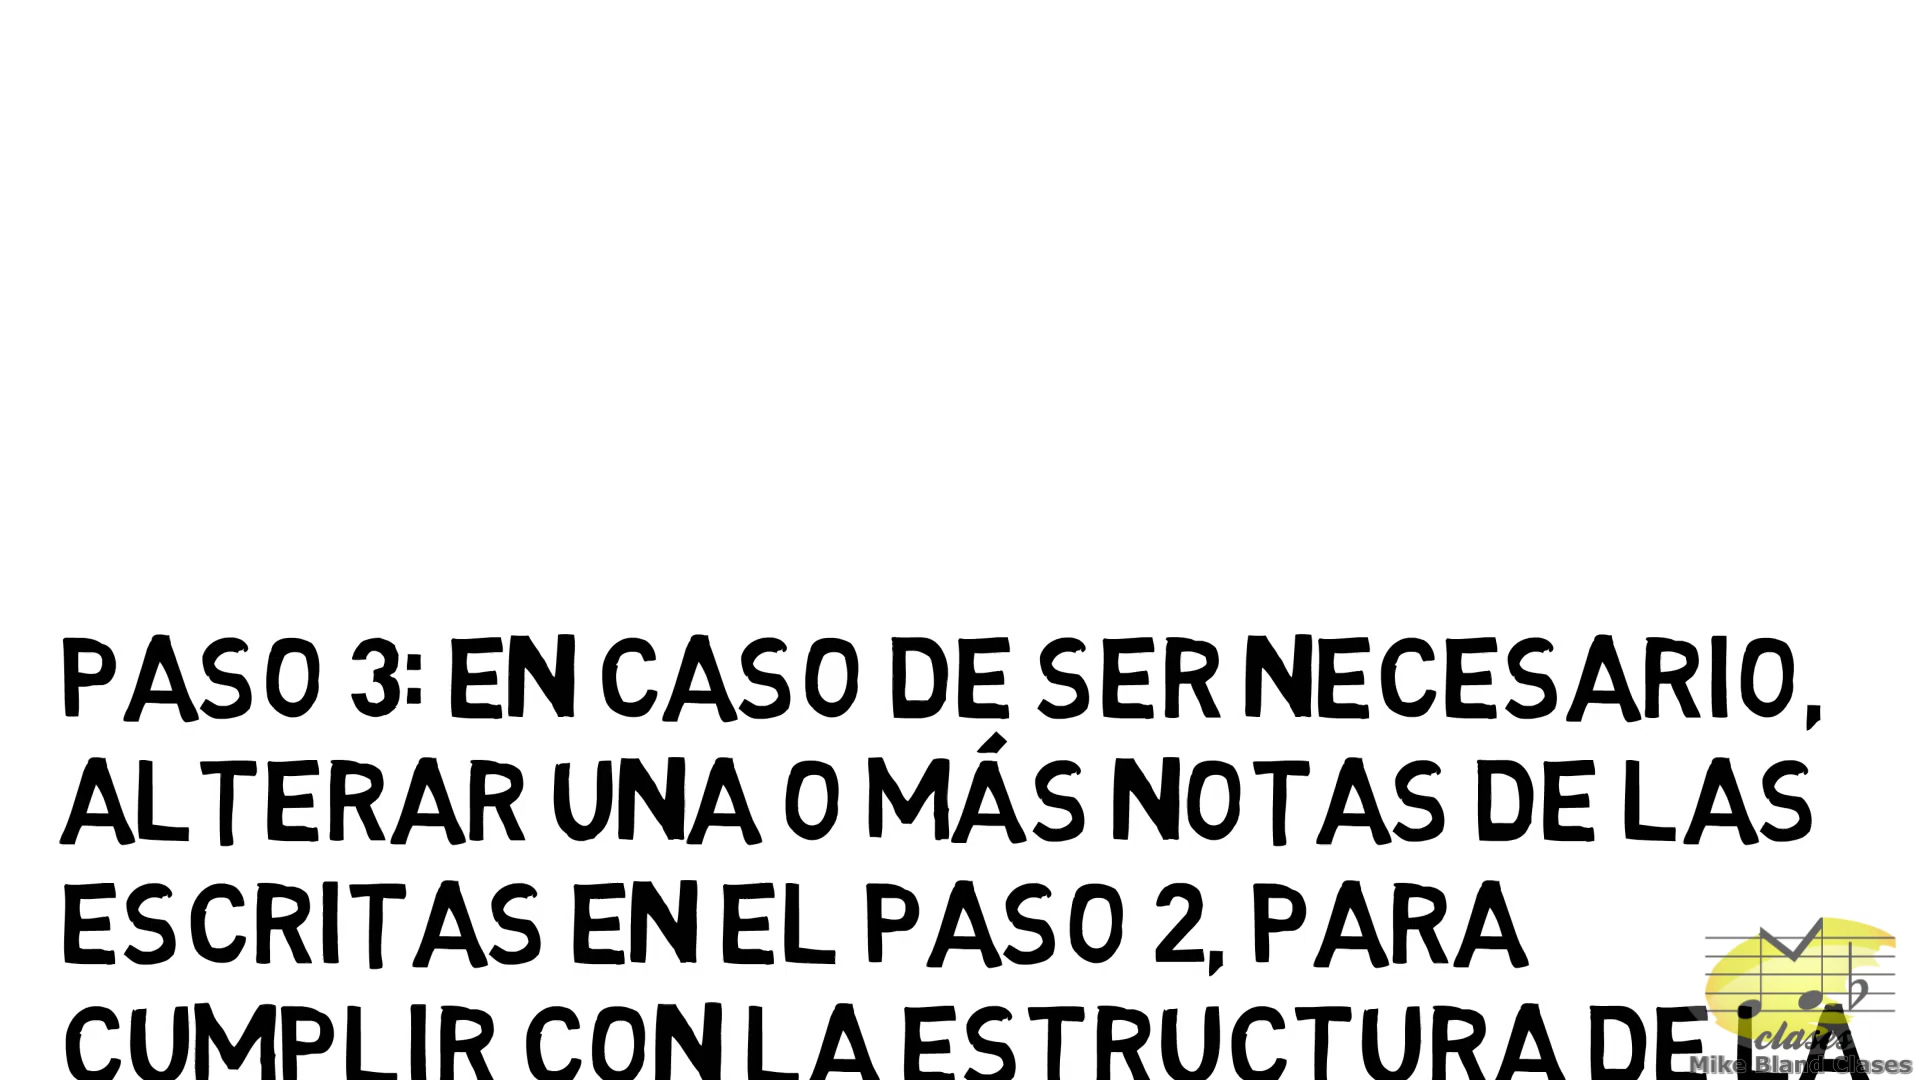 PASO 3: EN CASO DE SER NECESARIO,
ALTERAR UNA O MÁS NOTAS DE LAS
ESCRITAS EN EL PASO 2, PARA
CUMPLIR CON LA ESTRUCTURA DE LA
clases
Mike Bland Clases